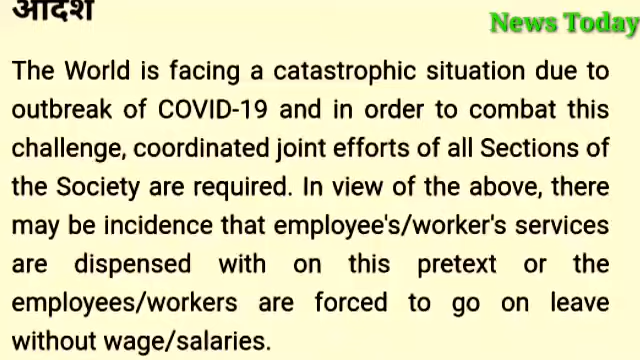 आदेश
News Today
The World is facing a catastrophic situation due to
outbreak of COVID-19 and in order to combat this
challenge, coordinated joint efforts of all Sections of
the Society are required. In view of the above, there
may be incidence that employee's/worker's services
are dispensed with on this pretext or the
employees/workers are forced to go on leave
without wage/salaries.